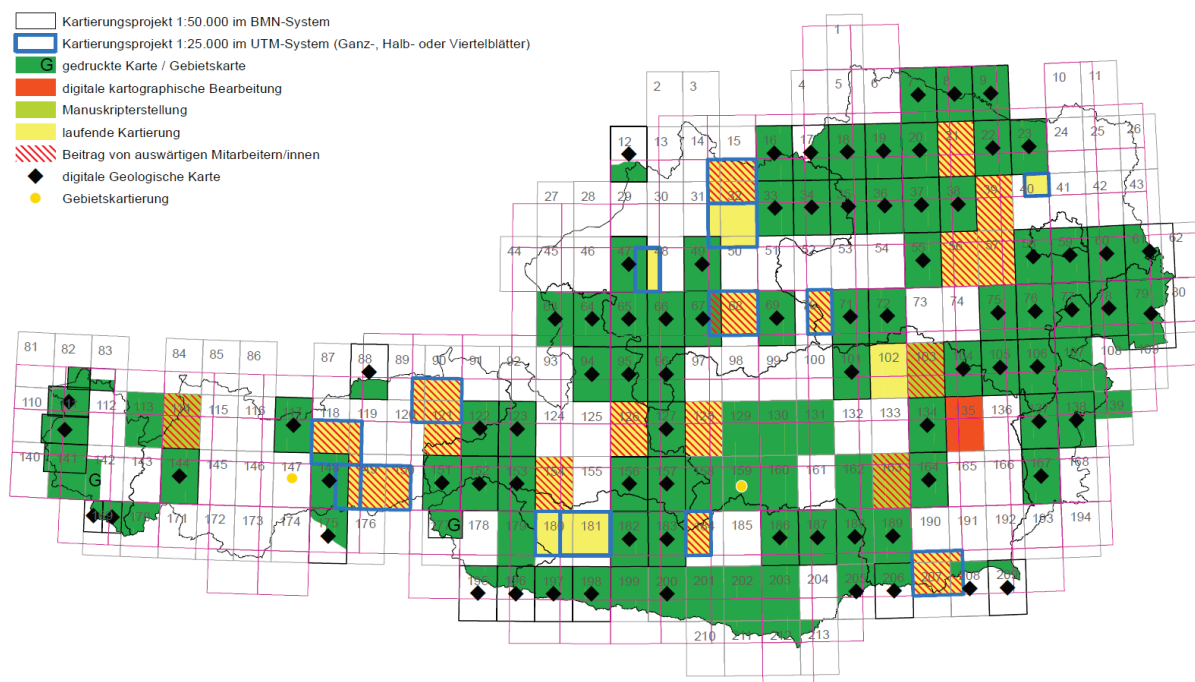 Kartierungsprojekt 1:50.000 im BMN-System
Kartierungsprojekt 1:25.000 im UTM-System (Ganz-, Halb- oder Viertelblätter)
G gedruckte Karte / Gebietskarte
digitale kartographische Bearbeitung
Manuskripterstellung
laufende Kartierung
Beitrag von auswärtigen Mitarbeitern/innen
digitale Geologische Karte
Gebietskartierung
1
2 3 4 5 6 7 8 9 10 11
12 13 14 15 16 17 18 19 20 21 22 23 24 25 26
27 28 29 30 31 32 33 34 35 36 37 38 39 40 41 42 43
44 45 46 47 48 49 50 51 52 53 54 55 56 57 59 60 61 62
64 65 66 67 68 69 71 72 73 74 75 76 77 79 80
81 82 83 84 85 86 87 88 89 90 91 92 93 94 95 96 97 98 99 100 101 102 103 104 105 106 107 108 109
110 112 113 114 115 116 117 118 119 120 121 122 123 124 125 126 127 128 129 130 131 132 133 134 135 136 137 138 139
140 141 142 143 144 145 146 147 148 151 152 153 154 155 156 157 158 159 160 161 162 163 164 167 168
G
170 171 172 173 174 175 176 177 G 178 179 180 181 182 183 184 185 186 187 188 189 190 191 192 193 194
195 196 197 198 199 200 201 202 203 204 205 206 207 208 209
210 211 212 213